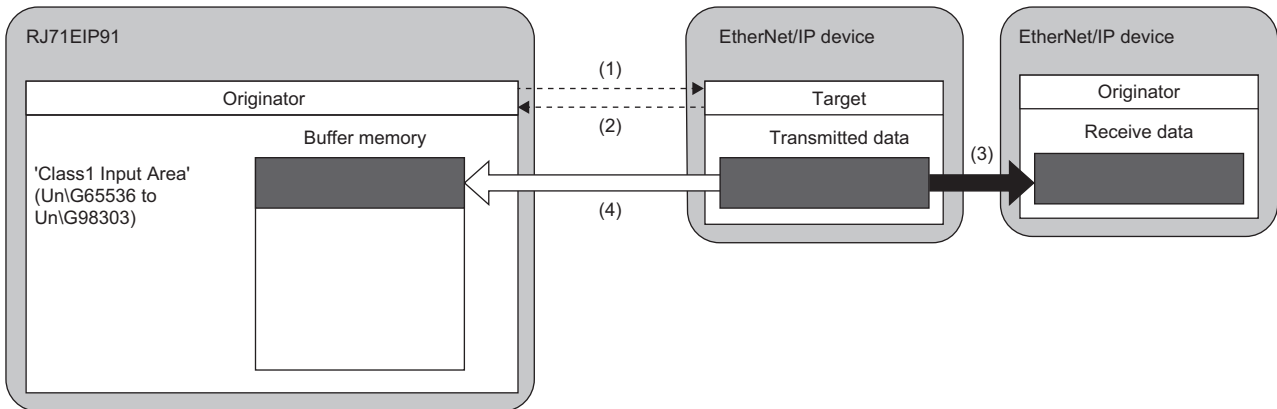 RJ71EIP91
Originator
Buffer memory
'Class1 Input Area'
(Un\G65536 to
Un\G98303)
(1)
(2)
(4)
EtherNet/IP device
Target
Transmitted data
(3)
EtherNet/IP device
Originator
Receive data